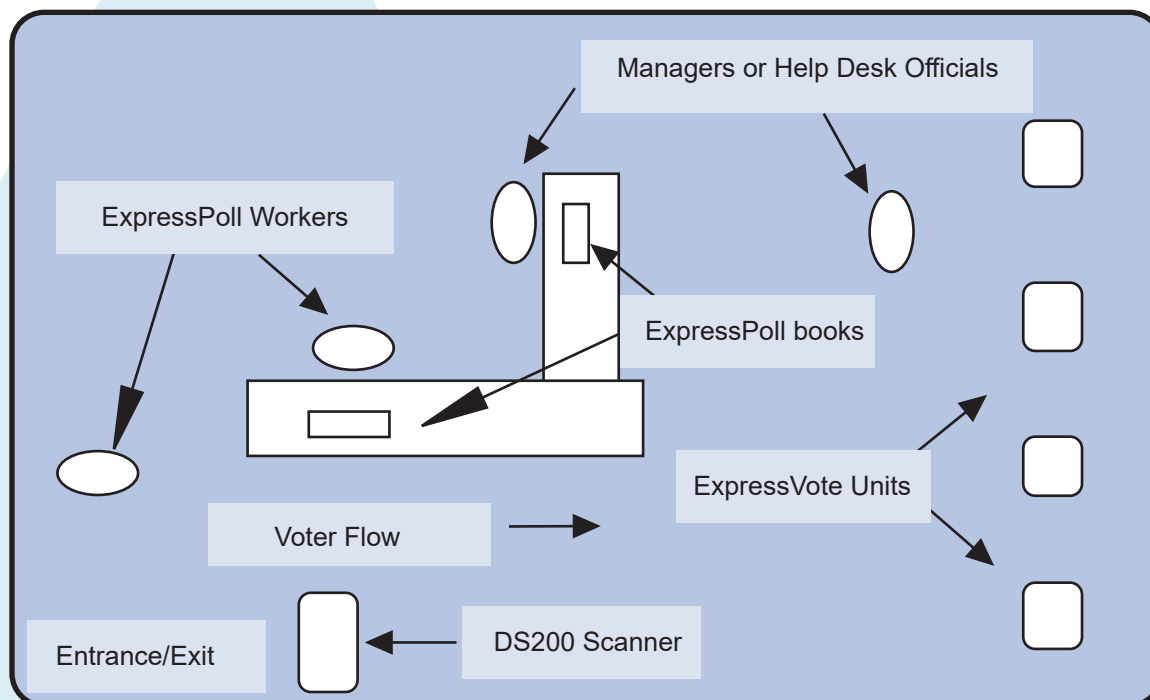 Managers or Help Desk Officials
ExpressPoll Workers
ExpressPoll books
ExpressVote Units
Voter Flow
DS200 Scanner
Entrance/Exit